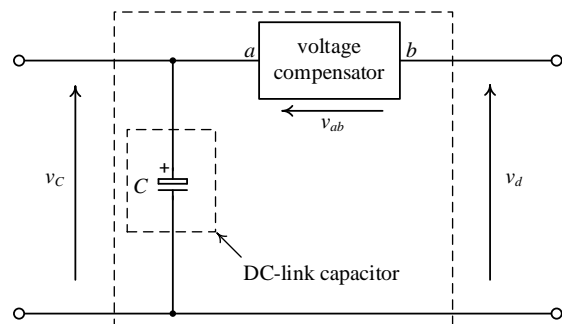 a
voltage
compensator
b
v_ab
v_C
+
C
v_d
DC-link capacitor